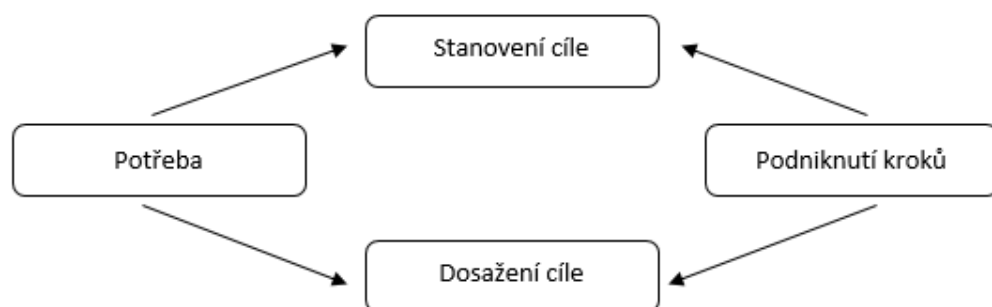 Stanovení cíle
Potřeba
Podniknutí kroků
Dosažení cíle